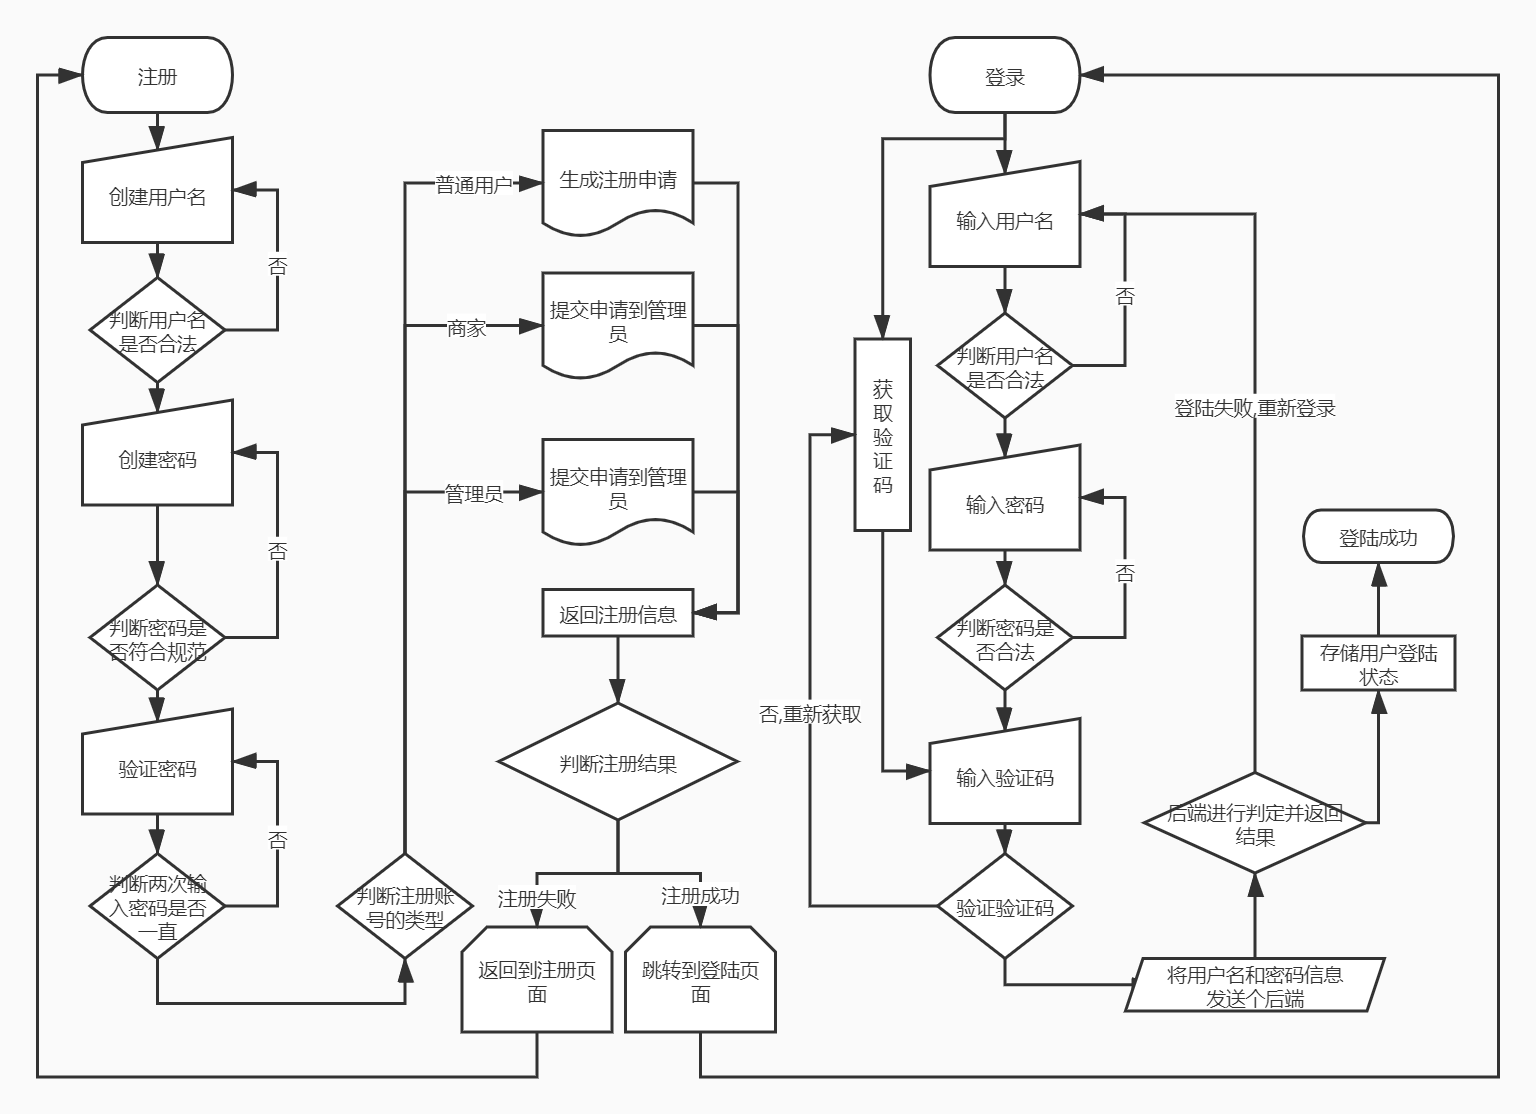 注册
创建用户名
否
判断用户名
是否合法
创建密码
否
判断密码是
否符合规范
验证密码
否
判断两次输
入密码是否
一直
判断注册账
号的类型
普通用户
生成注册申请
商家
提交申请到管理
员
管理员
提交申请到管理
员
返回注册信息
判断注册结果
注册失败
注册成功
返回到注册页
面
跳转到登陆页
面
登录
输入用户名
否
判断用户名
是否合法
获
取
验
证
码
输入密码
否
判断密码是
否合法
否,重新获取
输入验证码
验证验证码
将用户名和密码信息
发送个后端
后端进行判定并返回
结果
登陆失败,重新登录
存储用户登陆
状态
登陆成功